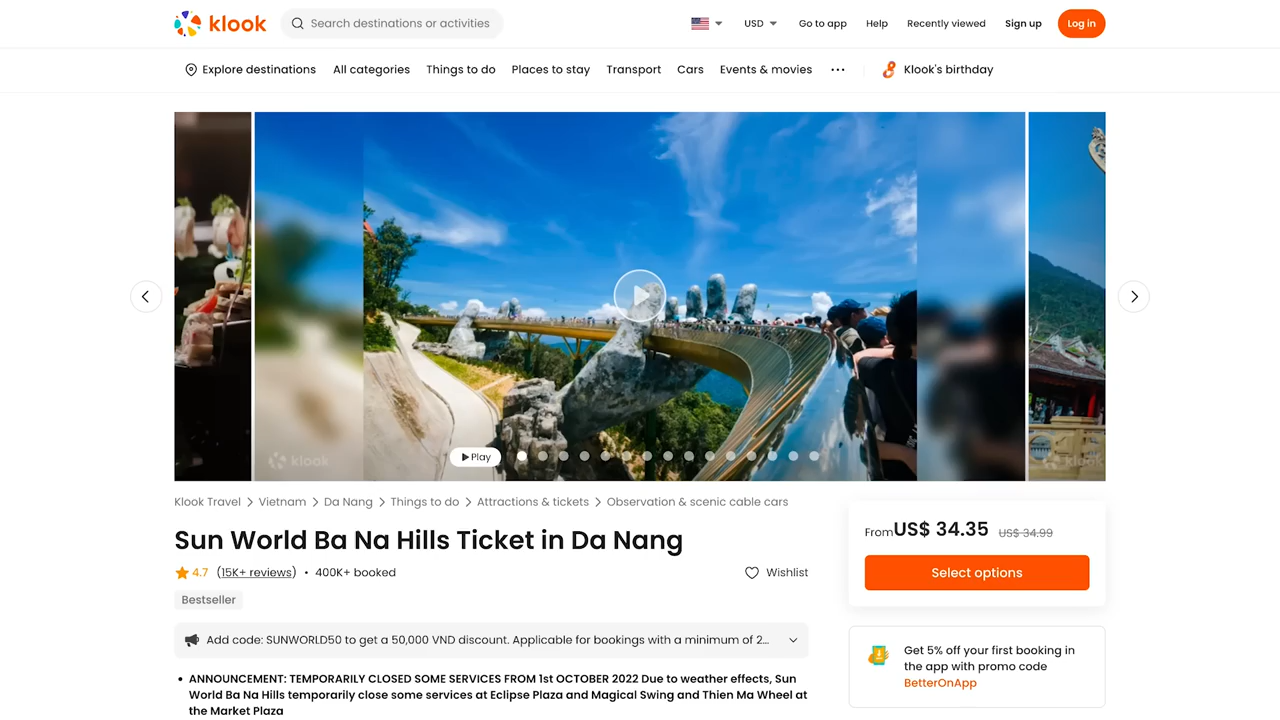 klook
Search destinations or activities
USD
Go to app
Help
Recently viewed
Sign up
Log in
Explore destinations
All categories
Things to do
Places to stay
Transport
Cars
Events & movies
Klook's birthday
klook
Play
klook
Klook Travel > Vietnam > Da Nang > Things to do > Attractions & tickets > Observation & scenic cable cars
Sun World Ba Na Hills Ticket in Da Nang
4.7 (15K+ reviews) • 400K+ booked
Wishlist
Bestseller
Add code: SUNWORLD50 to get a 50,000 VND discount. Applicable for bookings with a minimum of 2...
• ANNOUNCEMENT: TEMPORARILY CLOSED SOME SERVICES FROM 1st OCTOBER 2022 Due to weather effects, Sun
World Ba Na Hills temporarily close some services at Eclipse Plaza and Magical Swing and Thien Ma Wheel at
the Market Plaza
From US$ 34.35 US$ 34.99
Select options
Get 5% off your first booking in
the app with promo code
BetterOnApp